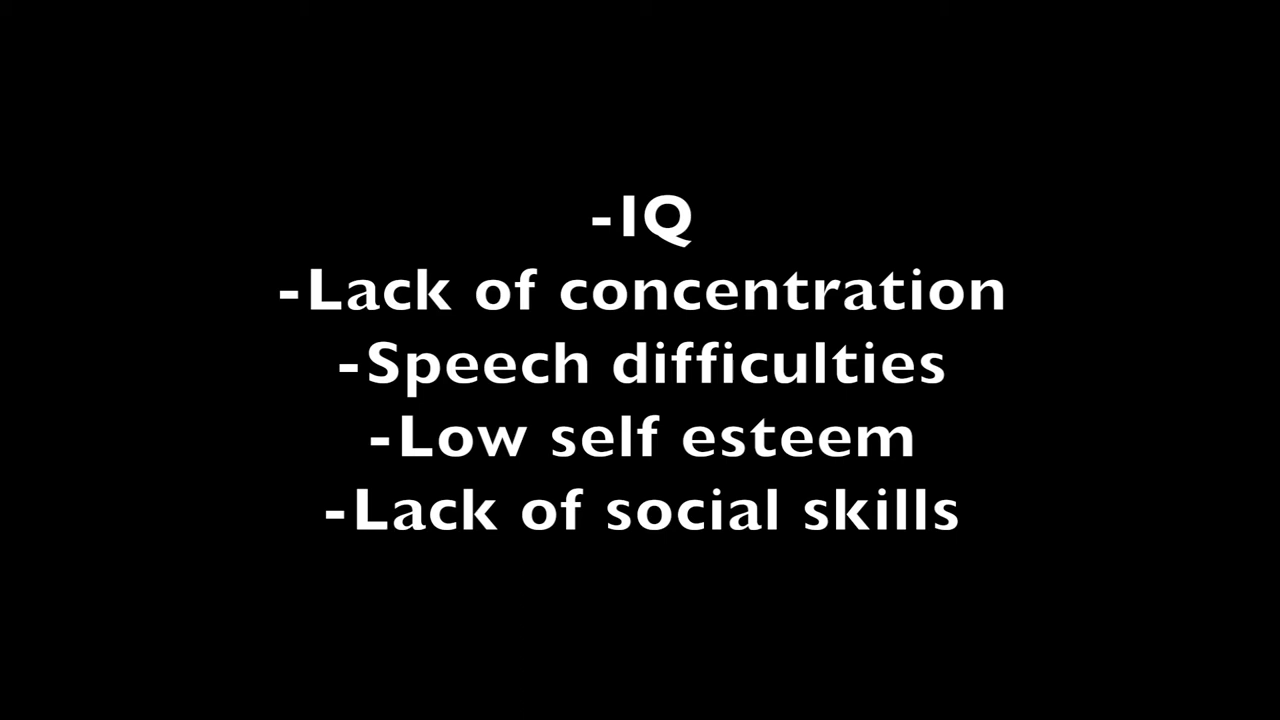 -IQ
-Lack of concentration
-Speech difficulties
-Low self esteem
-Lack of social skills